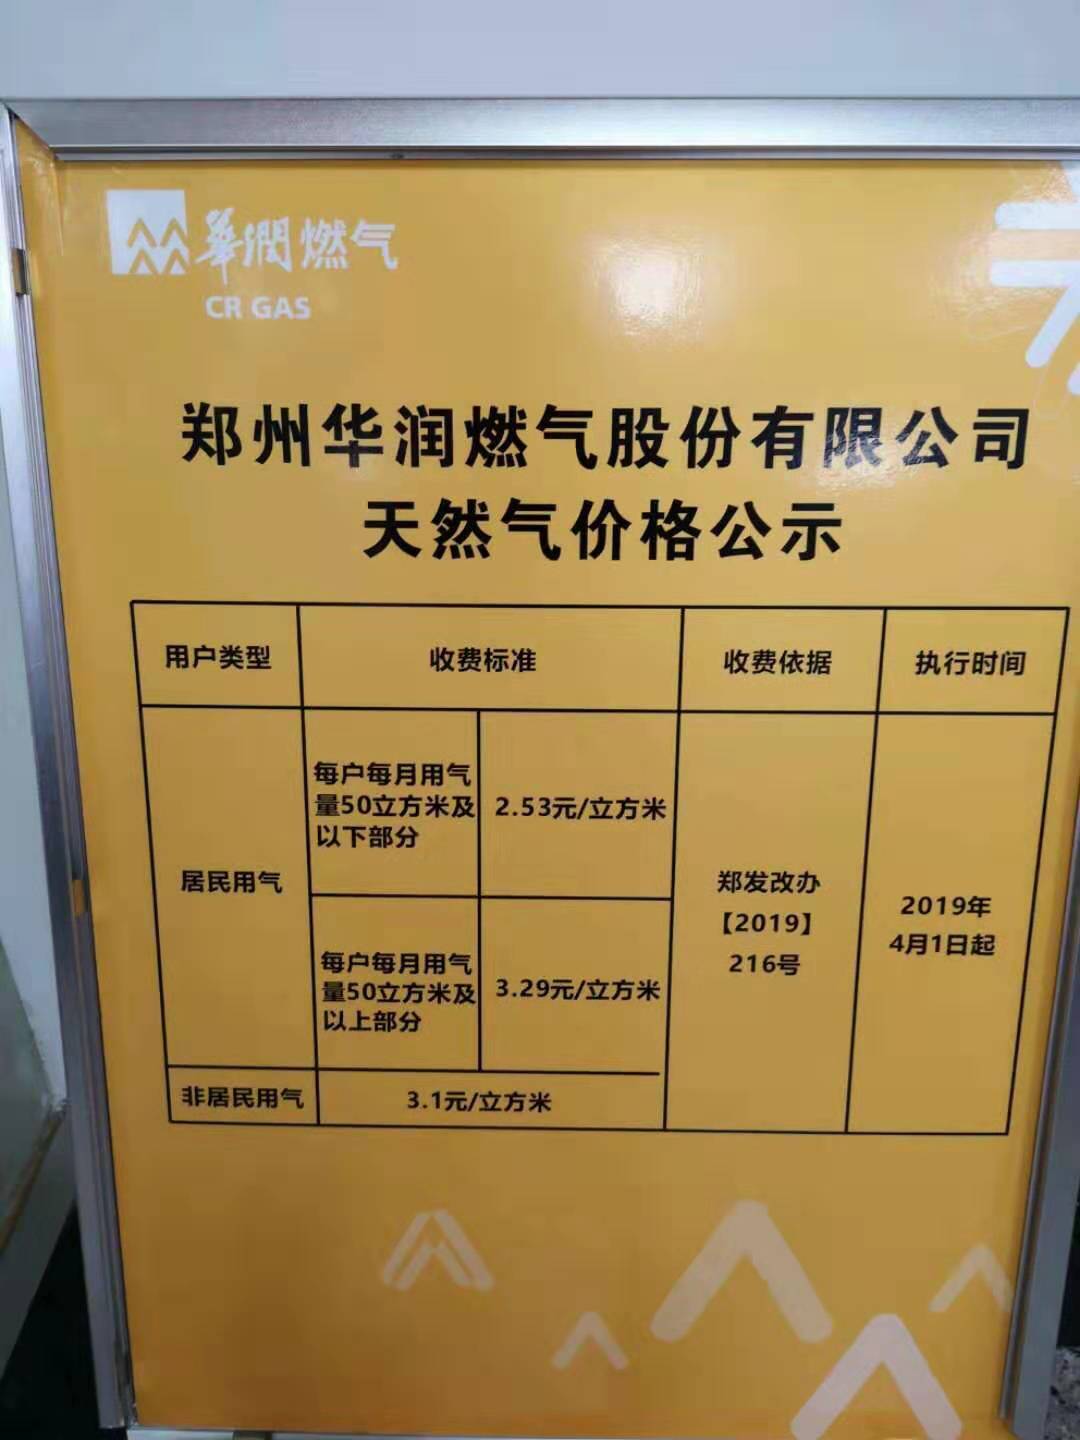 華潤燃气
CR GAS
郑州华润燃气股份有限公司
天然气价格公示
用户类型
收费标准
收费依据
执行时间
居民用气
每户每月用气
量50立方米及
以下部分
2.53元/立方米
每户每月用气
量50立方米及
以上部分
3.29元/立方米
郑发改办
【2019】
216号
2019年
4月1日起
非居民用气
3.1元/立方米